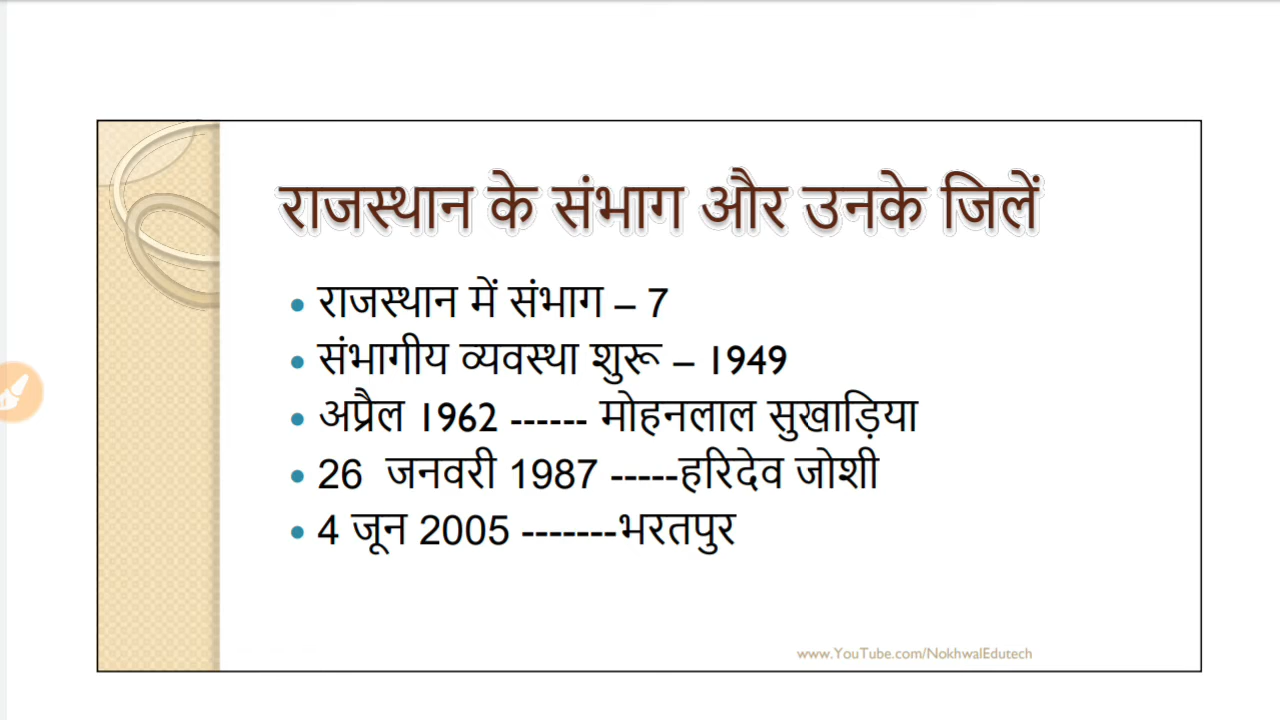 राजस्थान के संभाग और उनके जिलें
• राजस्थान में संभाग – 7
• संभागीय व्यवस्था शुरू – 1949
• अप्रैल 1962 ------ मोहनलाल सुखाड़िया
• 26 जनवरी 1987 -----हरिदेव जोशी
• 4 जून 2005 -------भरतपुर
www.YouTube.com/NokhwalEdutech